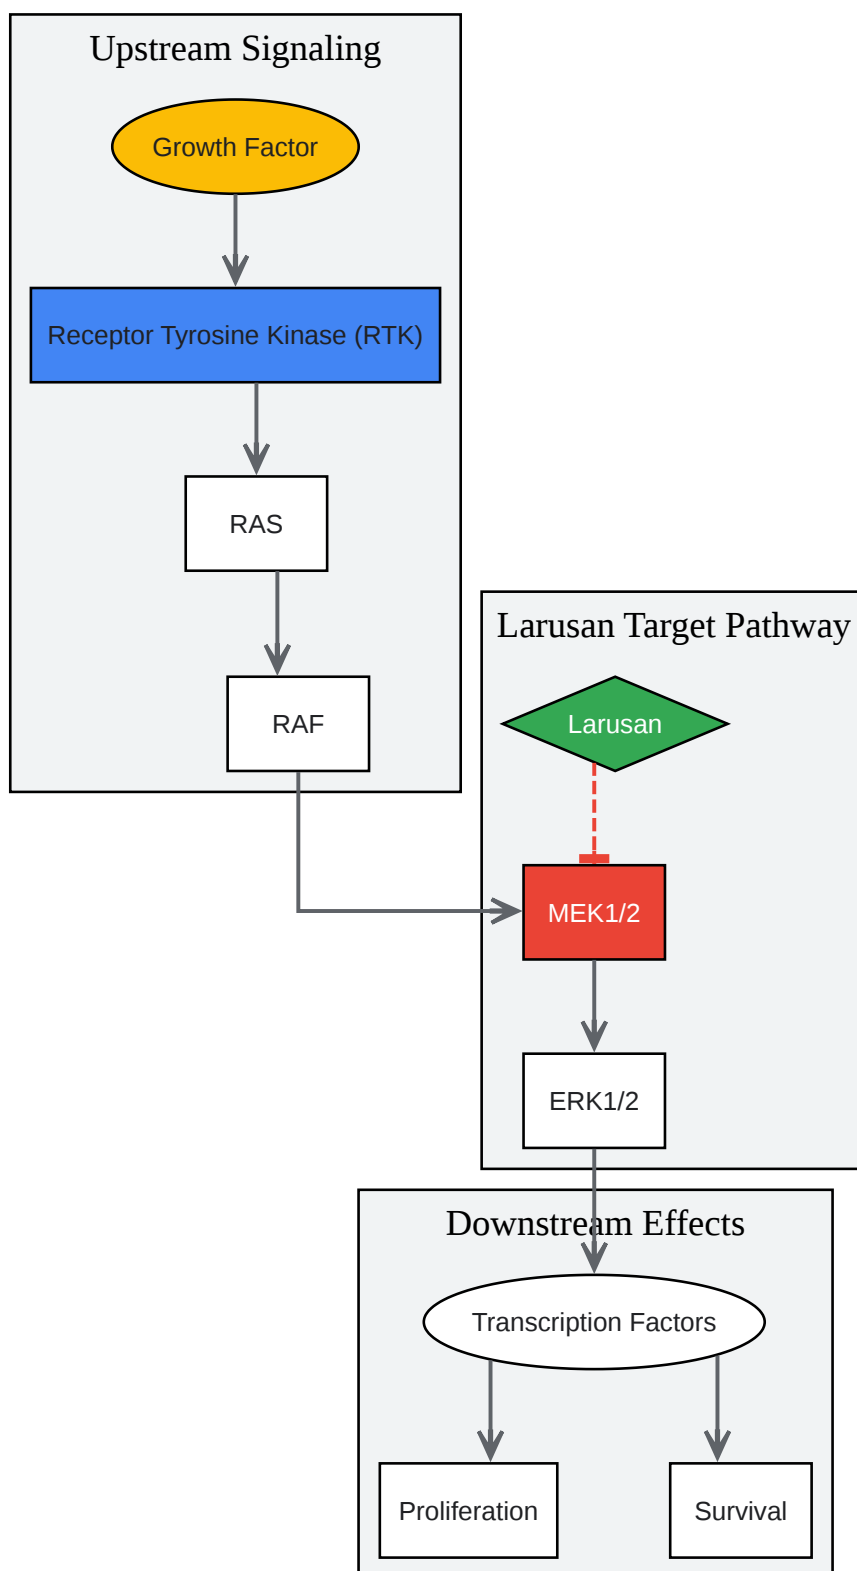 Upstream Signaling
Growth Factor
Receptor Tyrosine Kinase (RTK)
RAS
RAF
Larusan Target Pathway
Larusan
MEK1/2
ERK1/2
Downstream Effects
Transcription Factors
Proliferation
Survival